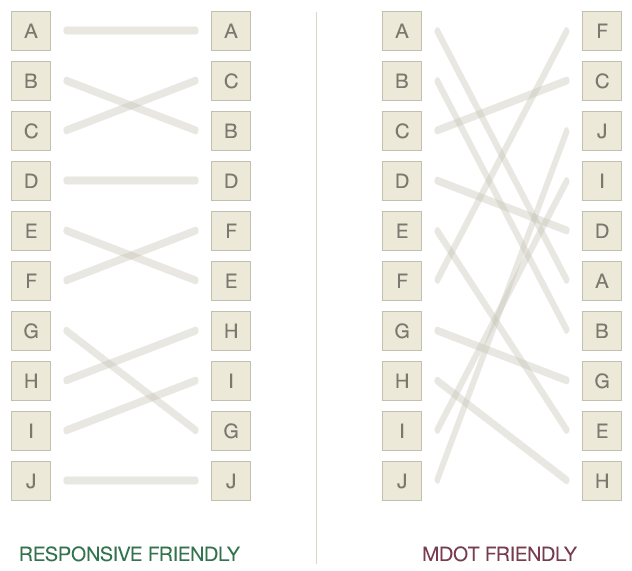 A A A F
B C B C
C B C J
D D D I
E F E D
F E F A
G H G B
H I H G
I G I E
J J J H
RESPONSIVE FRIENDLY MDOT FRIENDLY